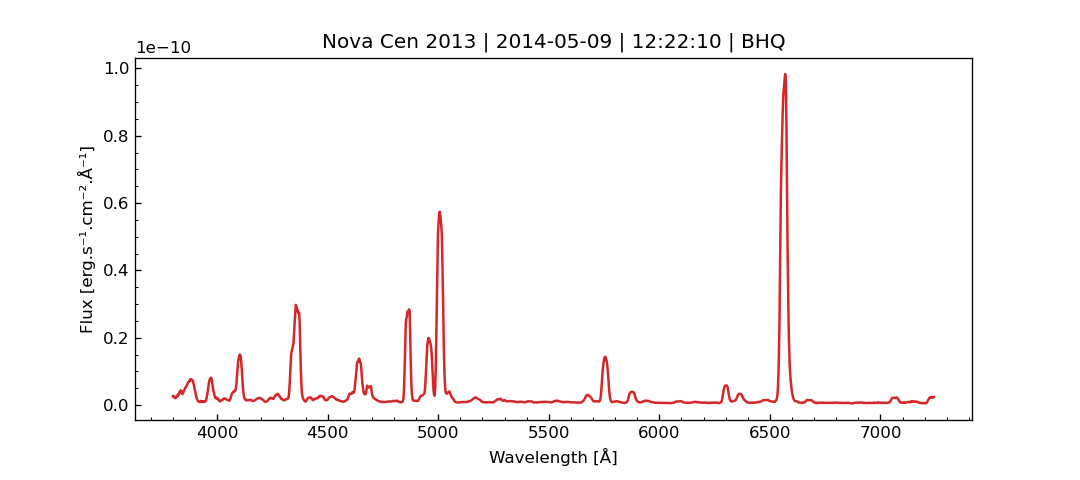 Nova Cen 2013 | 2014-05-09 | 12:22:10 | BHQ
1e−10
1.0
0.8
0.6
0.4
0.2
0.0
Flux [erg.s⁻¹.cm⁻².Å⁻¹]
4000 4500 5000 5500 6000 6500 7000
Wavelength [Å]